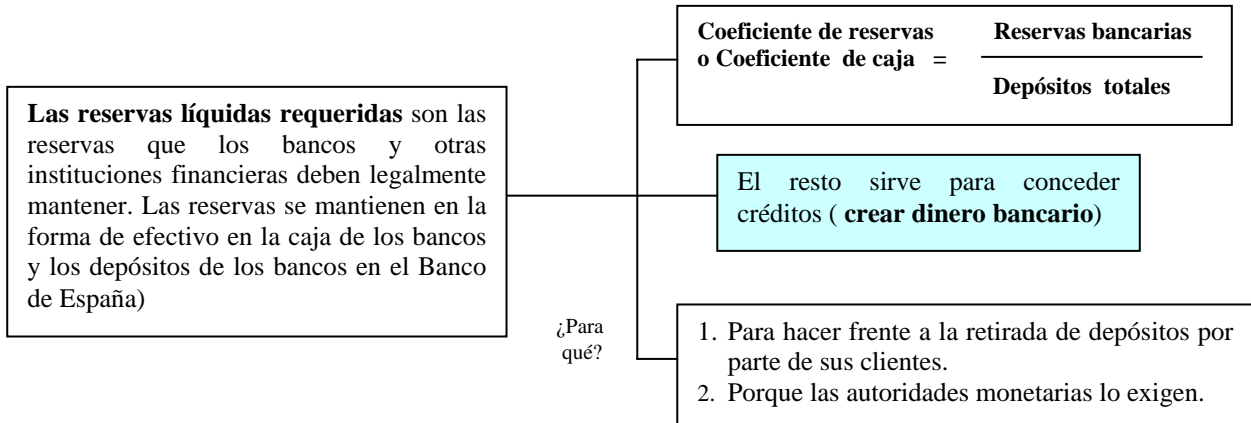 Las reservas líquidas requeridas son las
reservas que los bancos y otras
instituciones financieras deben legalmente
mantener. Las reservas se mantienen en la
forma de efectivo en la caja de los bancos
y los depósitos de los bancos en el Banco
de España)
Coeficiente de reservas
o Coeficiente de caja =
Reservas bancarias
Depósitos totales
El resto sirve para conceder
créditos ( crear dinero bancario)
¿Para
qué?
1. Para hacer frente a la retirada de depósitos por
parte de sus clientes.
2. Porque las autoridades monetarias lo exigen.